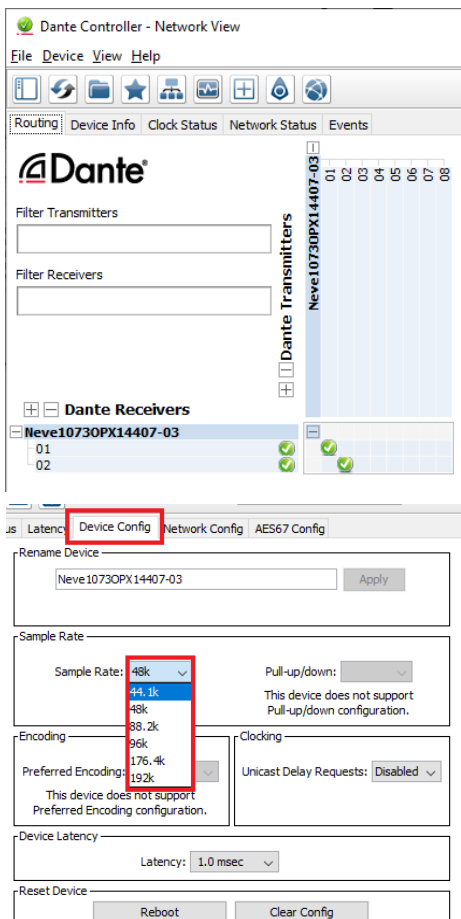 Dante Controller - Network View
File Device View Help
Routing Device Info Clock Status Network Status Events
Dante®
Filter Transmitters
Filter Receivers
Dante Transmitters
Neve1073OPX14407-03
01 02 03 04 05 06 07 08
Dante Receivers
Neve1073OPX14407-03
01
02
us Latency Device Config Network Config AES67 Config
Rename Device
Neve1073OPX14407-03 Apply
Sample Rate
Sample Rate: 48k Pull-up/down:
44.1k
48k
88.2k
96k
176.4k
192k
This device does not support
Pull-up/down configuration.
Encoding
Preferred Encoding:
This device does not support
Preferred Encoding configuration.
Clocking
Unicast Delay Requests: Disabled
Device Latency
Latency: 1.0 msec
Reset Device
Reboot Clear Config